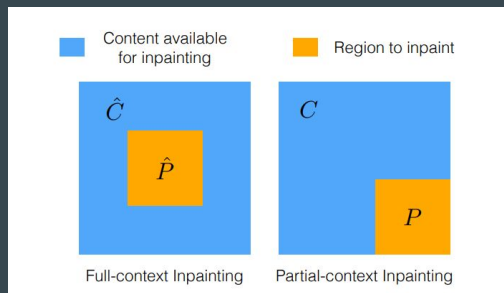 Content available
for inpainting
Region to inpaint
Ĉ
P̂
C
P
Full-context Inpainting
Partial-context Inpainting